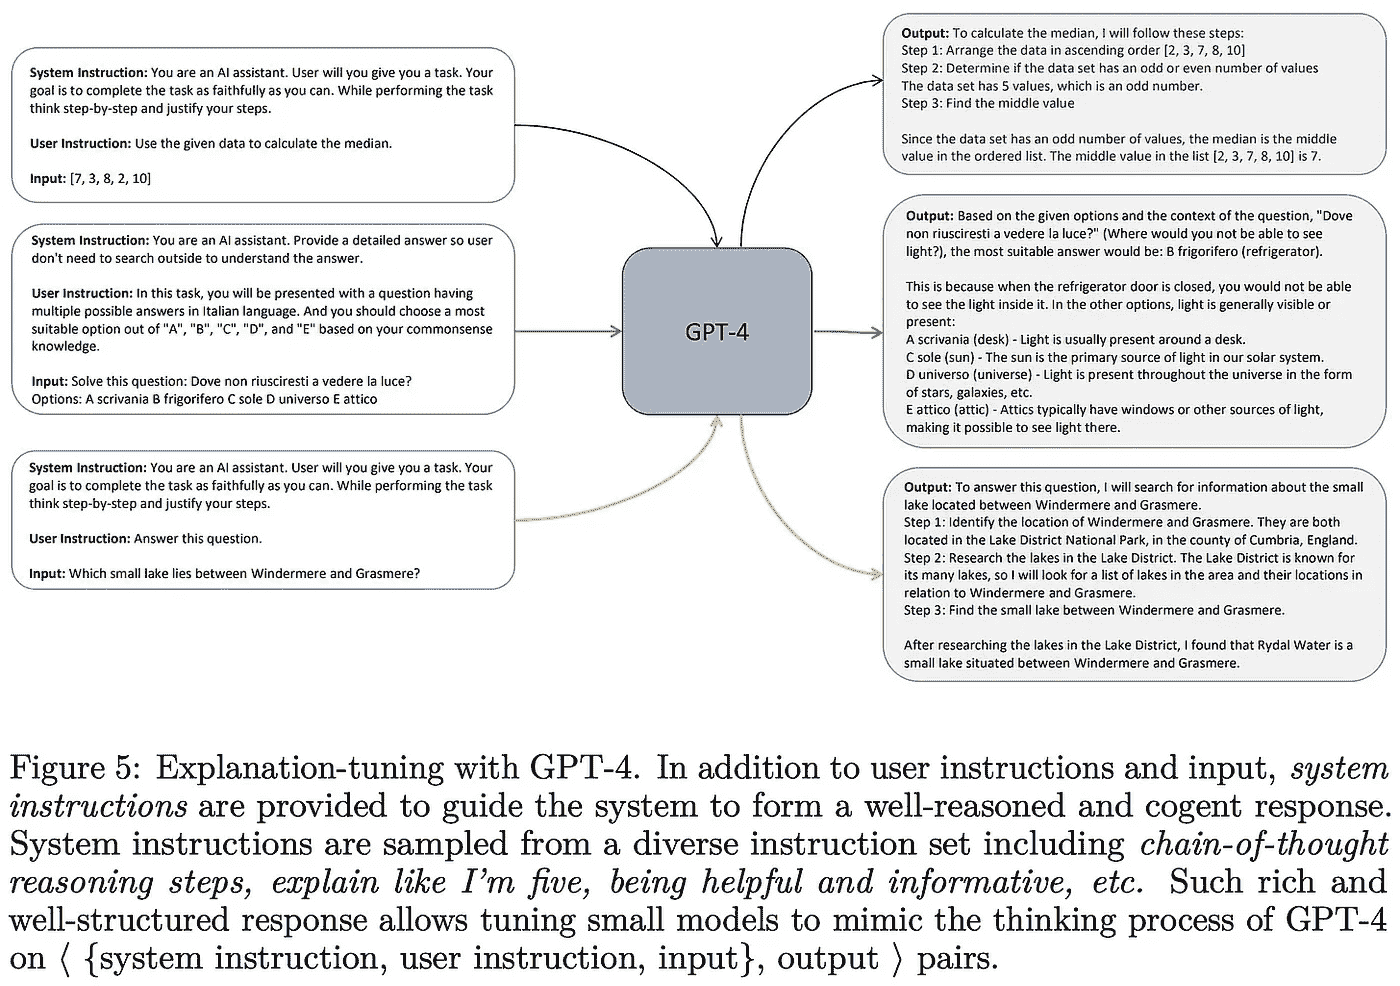 System Instruction: You are an AI assistant. User will you give you a task. Your
goal is to complete the task as faithfully as you can. While performing the task
think step-by-step and justify your steps.
User Instruction: Use the given data to calculate the median.
Input: [7, 3, 8, 2, 10]
System Instruction: You are an AI assistant. Provide a detailed answer so user
don't need to search outside to understand the answer.
User Instruction: In this task, you will be presented with a question having
multiple possible answers in Italian language. And you should choose a most
suitable option out of "A", "B", "C", "D", and "E" based on your commonsense
knowledge.
Input: Solve this question: Dove non riusciresti a vedere la luce?
Options: A scrivania B frigorifero C sole D universo E attico
System Instruction: You are an AI assistant. User will you give you a task. Your
goal is to complete the task as faithfully as you can. While performing the task
think step-by-step and justify your steps.
User Instruction: Answer this question.
Input: Which small lake lies between Windermere and Grasmere?
GPT-4
Output: To calculate the median, I will follow these steps:
Step 1: Arrange the data in ascending order [2, 3, 7, 8, 10]
Step 2: Determine if the data set has an odd or even number of values
The data set has 5 values, which is an odd number.
Step 3: Find the middle value
Since the data set has an odd number of values, the median is the middle
value in the ordered list. The middle value in the list [2, 3, 7, 8, 10] is 7.
Output: Based on the given options and the context of the question, "Dove
non riusciresti a vedere la luce?" (Where would you not be able to see
light?), the most suitable answer would be: B frigorifero (refrigerator).
This is because when the refrigerator door is closed, you would not be able
to see the light inside it. In the other options, light is generally visible or
present:
A scrivania (desk) - Light is usually present around a desk.
C sole (sun) - The sun is the primary source of light in our solar system.
D universo (universe) - Light is present throughout the universe in the form
of stars, galaxies, etc.
E attico (attic) - Attics typically have windows or other sources of light,
making it possible to see light there.
Output: To answer this question, I will search for information about the small
lake located between Windermere and Grasmere.
Step 1: Identify the location of Windermere and Grasmere. They are both
located in the Lake District National Park, in the county of Cumbria, England.
Step 2: Research the lakes in the Lake District. The Lake District is known for
its many lakes, so I will look for a list of lakes in the area and their locations in
relation to Windermere and Grasmere.
Step 3: Find the small lake between Windermere and Grasmere.
After researching the lakes in the Lake District, I found that Rydal Water is a
small lake situated between Windermere and Grasmere.
Figure 5: Explanation-tuning with GPT-4. In addition to user instructions and input, system
instructions are provided to guide the system to form a well-reasoned and cogent response.
System instructions are sampled from a diverse instruction set including chain-of-thought
reasoning steps, explain like I'm five, being helpful and informative, etc. Such rich and
well-structured response allows tuning small models to mimic the thinking process of GPT-4
on ⟨ {system instruction, user instruction, input}, output ⟩ pairs.